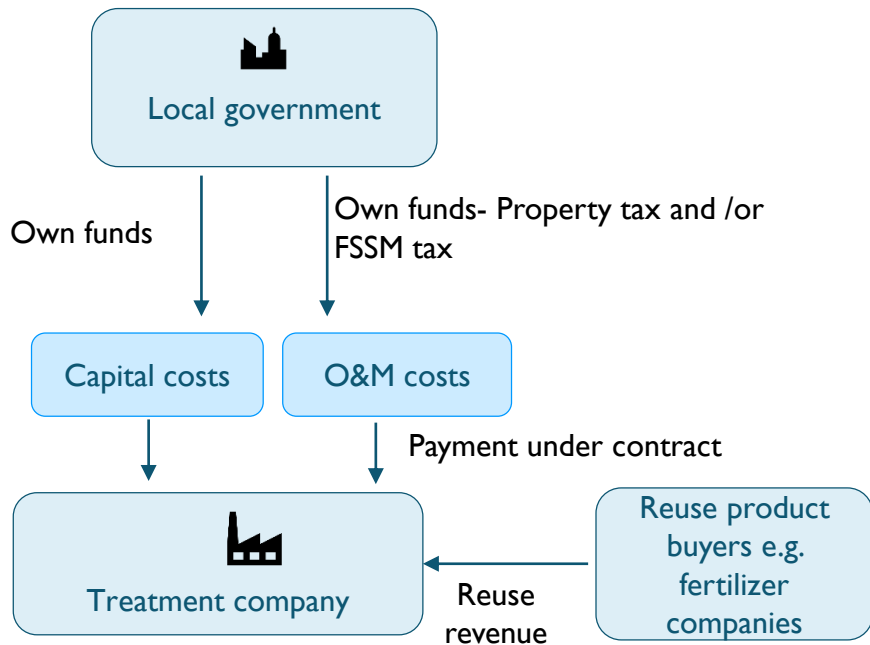 Local government
Own funds
Own funds- Property tax and /or
FSSM tax
Capital costs
O&M costs
Payment under contract
Treatment company
Reuse
revenue
Reuse product
buyers e.g.
fertilizer
companies